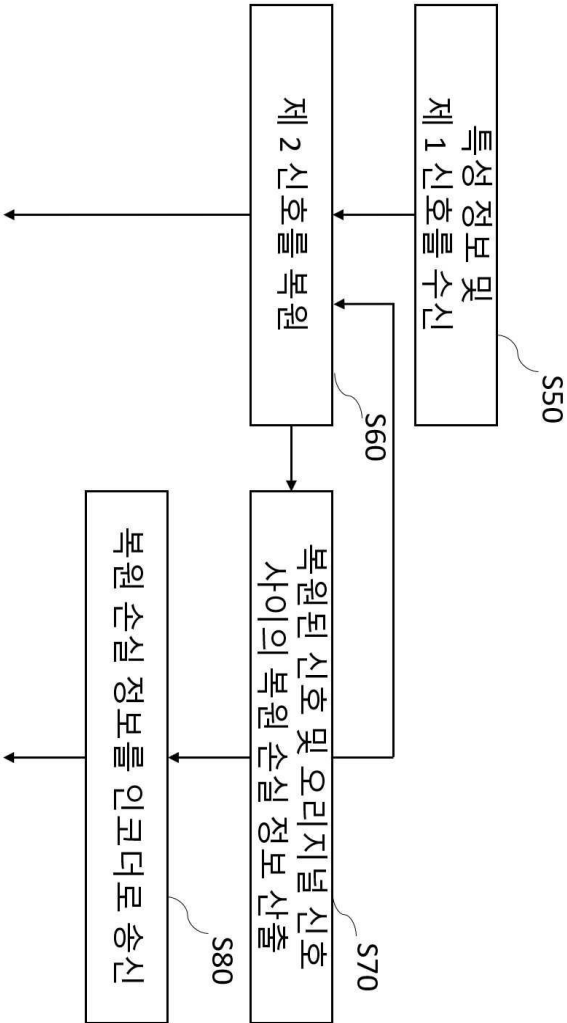 특성 정보 및
제 1 신호를 수신
S50
제 2 신호를 복원
S60
복원된 신호 및 오리지널 신호
사이의 복원 손실 정보 산출
S70
복원 손실 정보를 인코더로 송신
S80